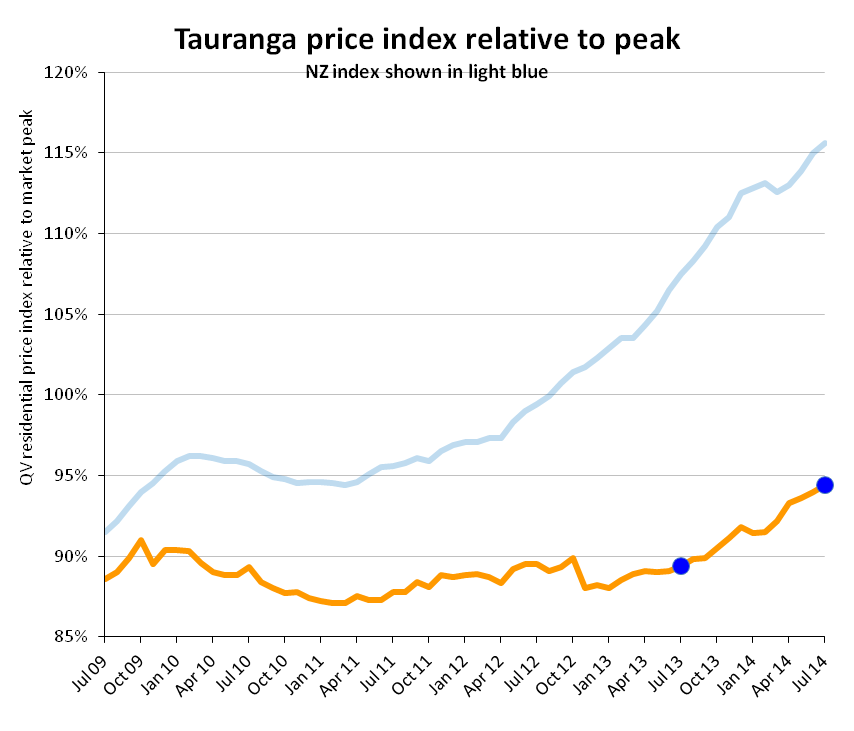 Tauranga price index relative to peak
NZ index shown in light blue
QV residential price index relative to market peak
120%
115%
110%
105%
100%
95%
90%
85%
Jul 09
Oct 09
Jan 10
Apr 10
Jul 10
Oct 10
Jan 11
Apr 11
Jul 11
Oct 11
Jan 12
Apr 12
Jul 12
Oct 12
Jan 13
Apr 13
Jul 13
Oct 13
Jan 14
Apr 14
Jul 14